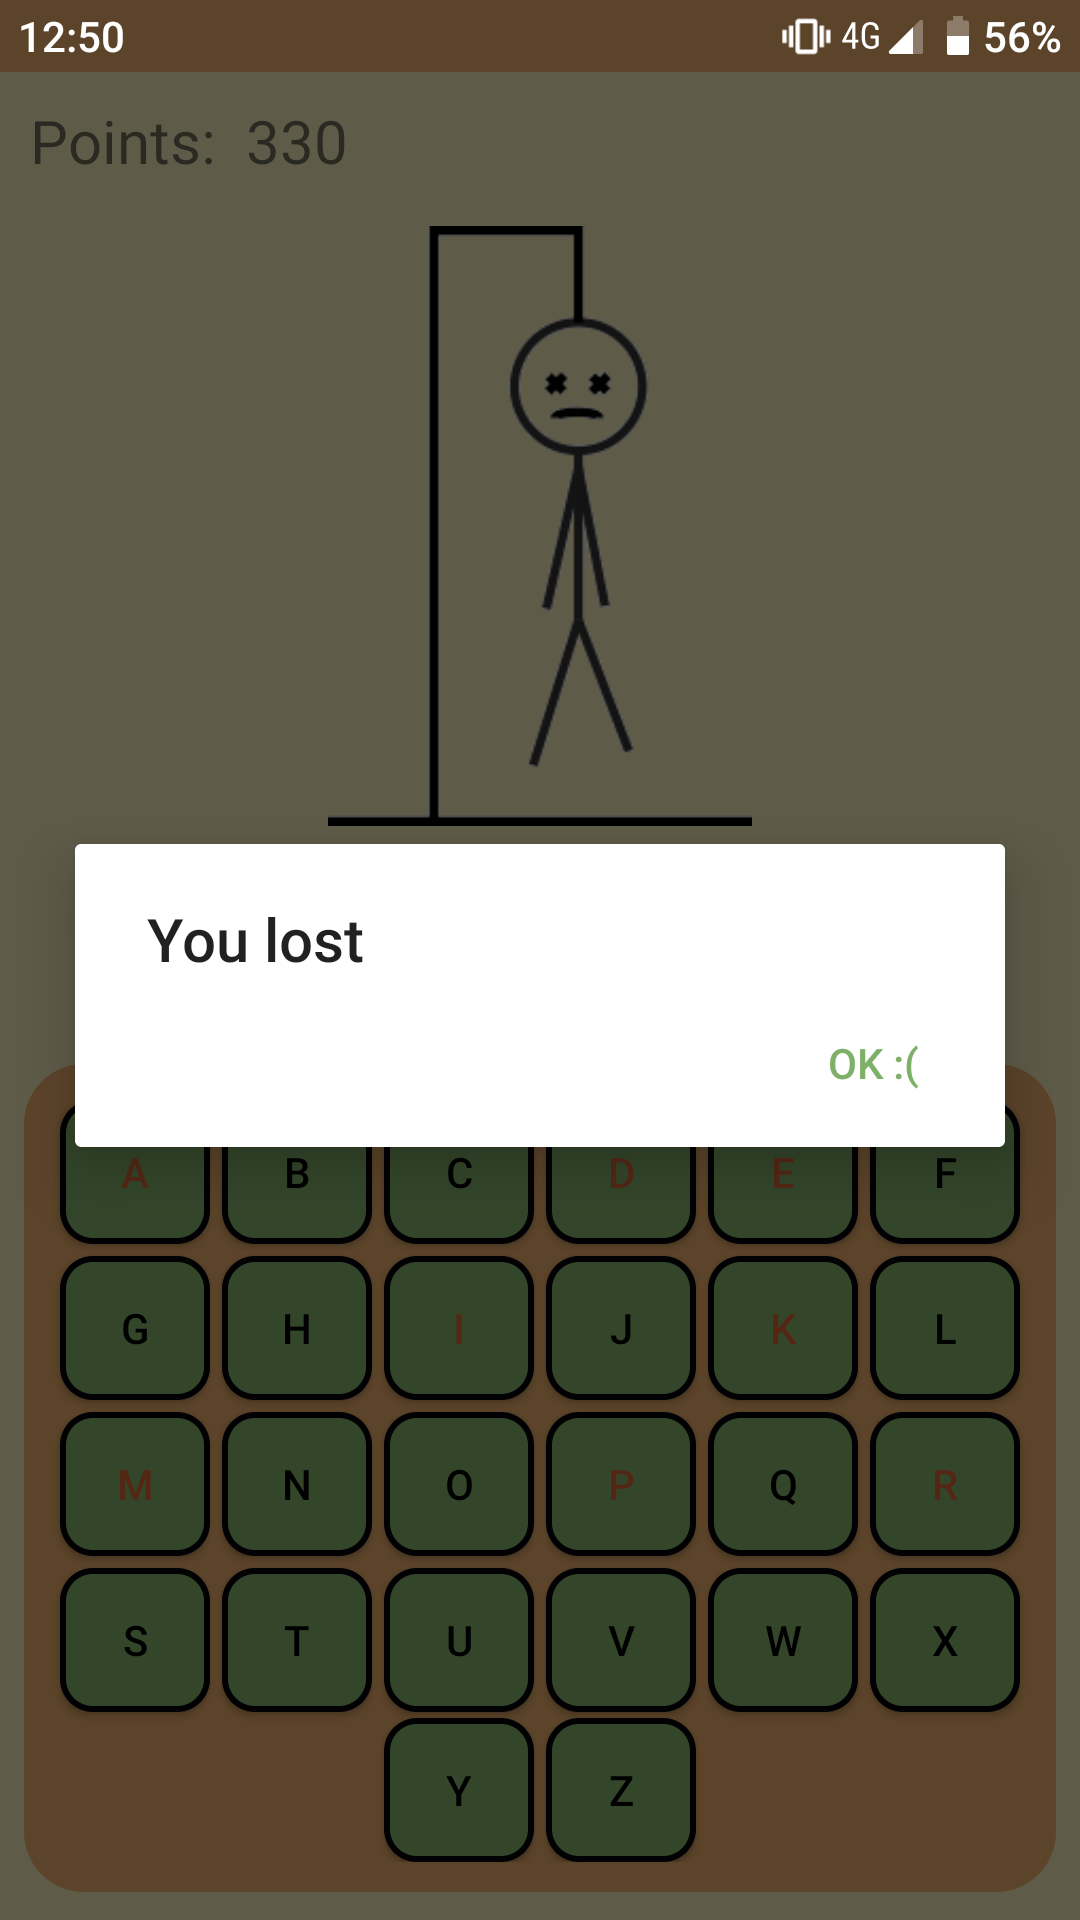 12:50 4G 56%
Points: 330
You lost
OK :(
A B C D E F
G H I J K L
M N O P Q R
S T U V W X
Y Z